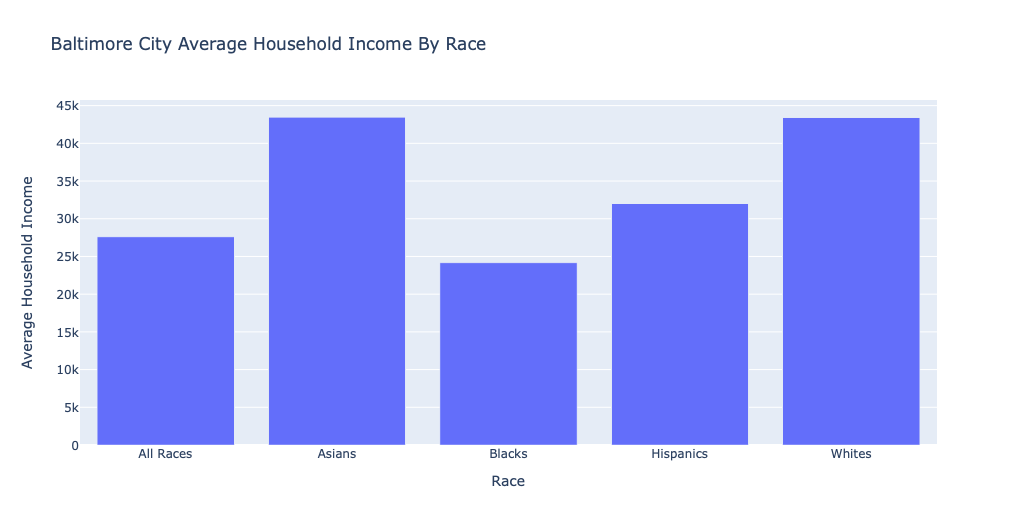 Baltimore City Average Household Income By Race
Average Household Income
45k
40k
35k
30k
25k
20k
15k
10k
5k
0
All Races
Asians
Blacks
Hispanics
Whites
Race